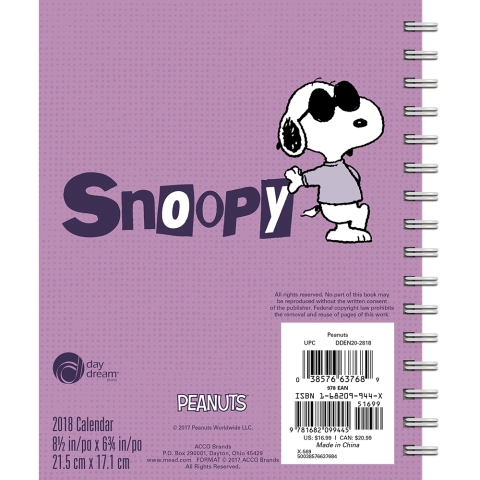 Snoopy
All rights reserved. No part of this book may
be reproduced without the written consent
of the publisher. Federal copyright law prohibits
the removal and reuse of pages of this work.
Peanuts
UPC DDEN20-2818
0 38576 63768 9
978 EAN
ISBN 1-68209-944-X
51699
9 781682 099445
US: $16.99 | CAN: $20.99
Made in China
X-569
50038576637684
day
dream
PEANUTS
© 2017 Peanuts Worldwide LLC.
2018 Calendar
8½ in/po x 6¾ in/po
21.5 cm x 17.1 cm
ACCO Brands
P.O. Box 290091, Dayton, Ohio 45429
www.mead.com FORMAT © 2017 ACCO Brands
All Rights Reserved.